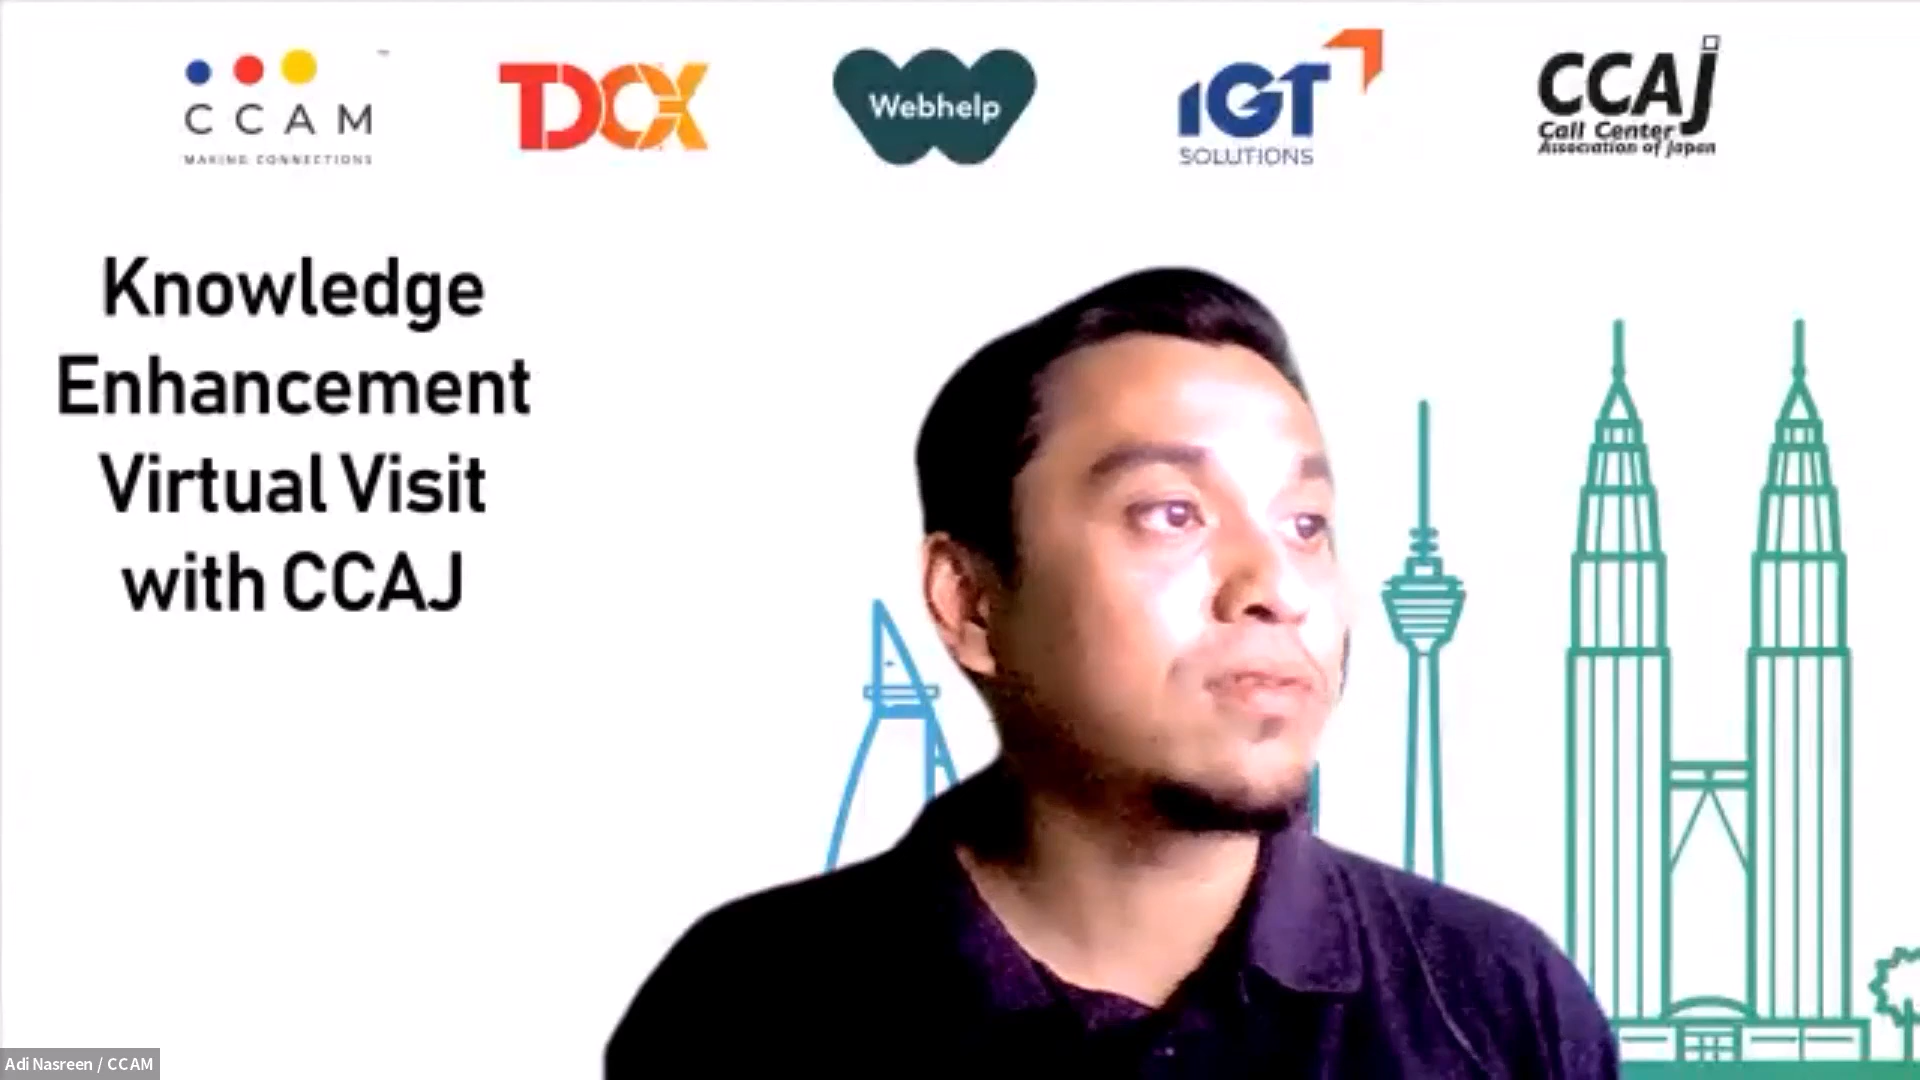 CCAM
MAKING CONNECTIONS
TDCX
Webhelp
IGT
SOLUTIONS
CCAJ
Call Center
Association of Japan
Knowledge
Enhancement
Virtual Visit
with CCAJ
Adi Nasreen / CCAM